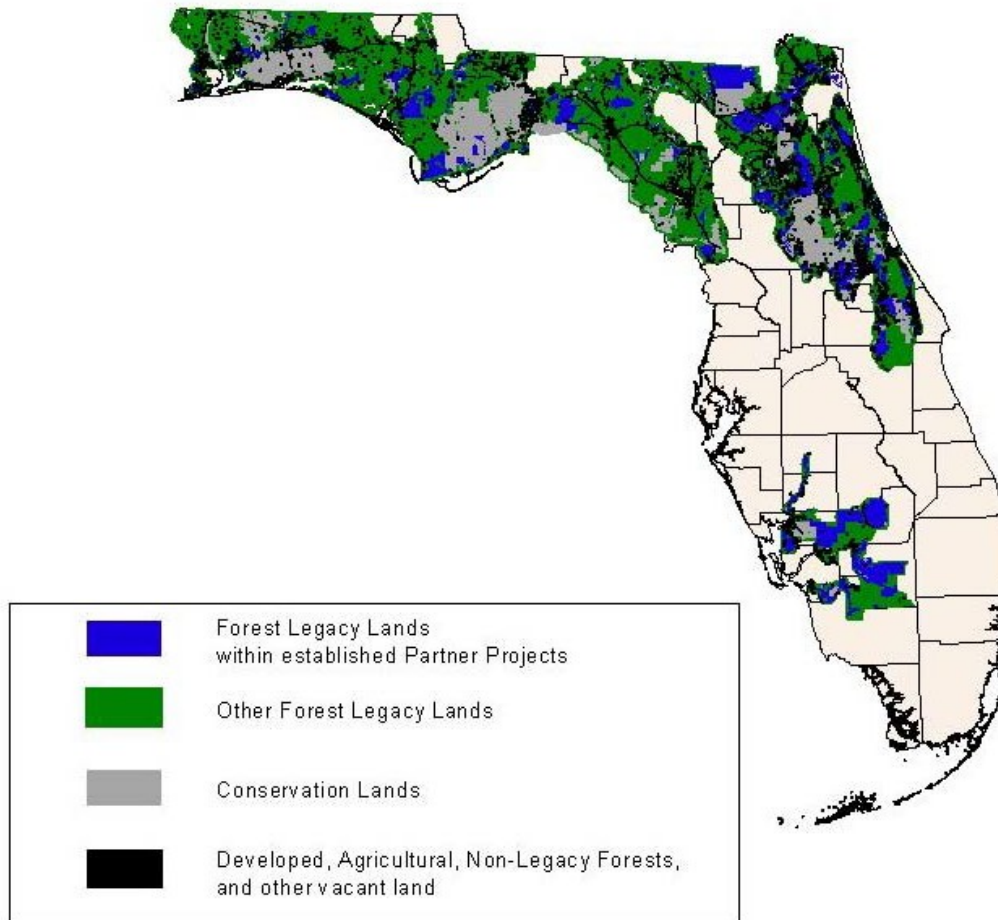 Forest Legacy Lands
within established Partner Projects
Other Forest Legacy Lands
Conservation Lands
Developed, Agricultural, Non-Legacy Forests,
and other vacant land